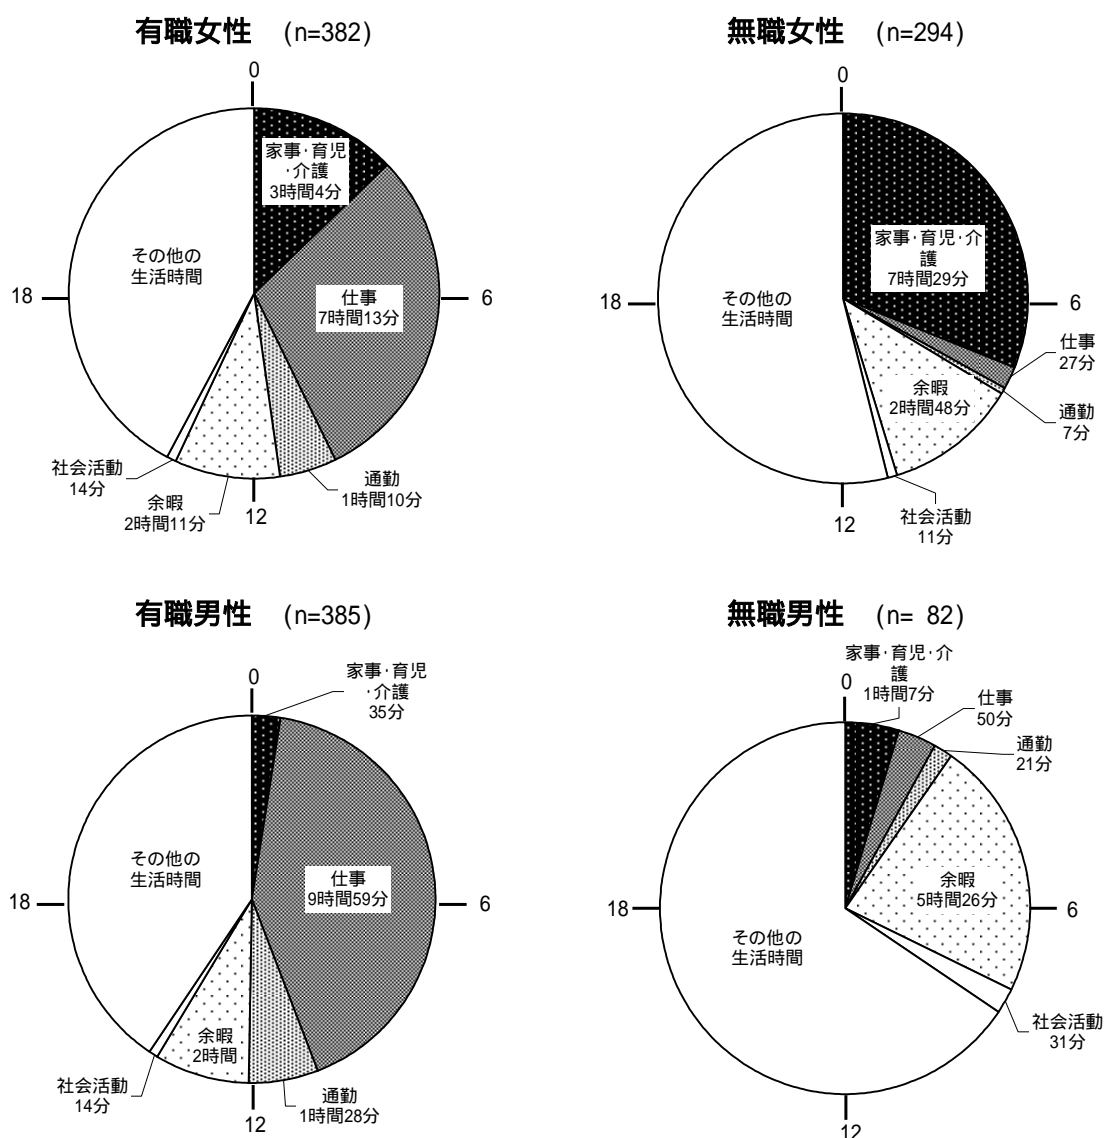 有職女性 (n=382)
0
家事・育児
・介護
3時間4分
仕事
7時間13分
通勤
1時間10分
余暇
2時間11分
社会活動
14分
その他の
生活時間
6
12
18
無職女性 (n=294)
0
家事・育児・介
護
7時間29分
仕事
27分
通勤
7分
余暇
2時間48分
社会活動
11分
その他の
生活時間
6
12
18
有職男性 (n=385)
0
家事・育児
・介護
35分
仕事
9時間59分
通勤
1時間28分
余暇
2時間
社会活動
14分
その他の
生活時間
6
12
18
無職男性 (n= 82)
0
家事・育児・介
護
1時間7分
仕事
50分
通勤
21分
余暇
5時間26分
社会活動
31分
その他の
生活時間
6
12
18